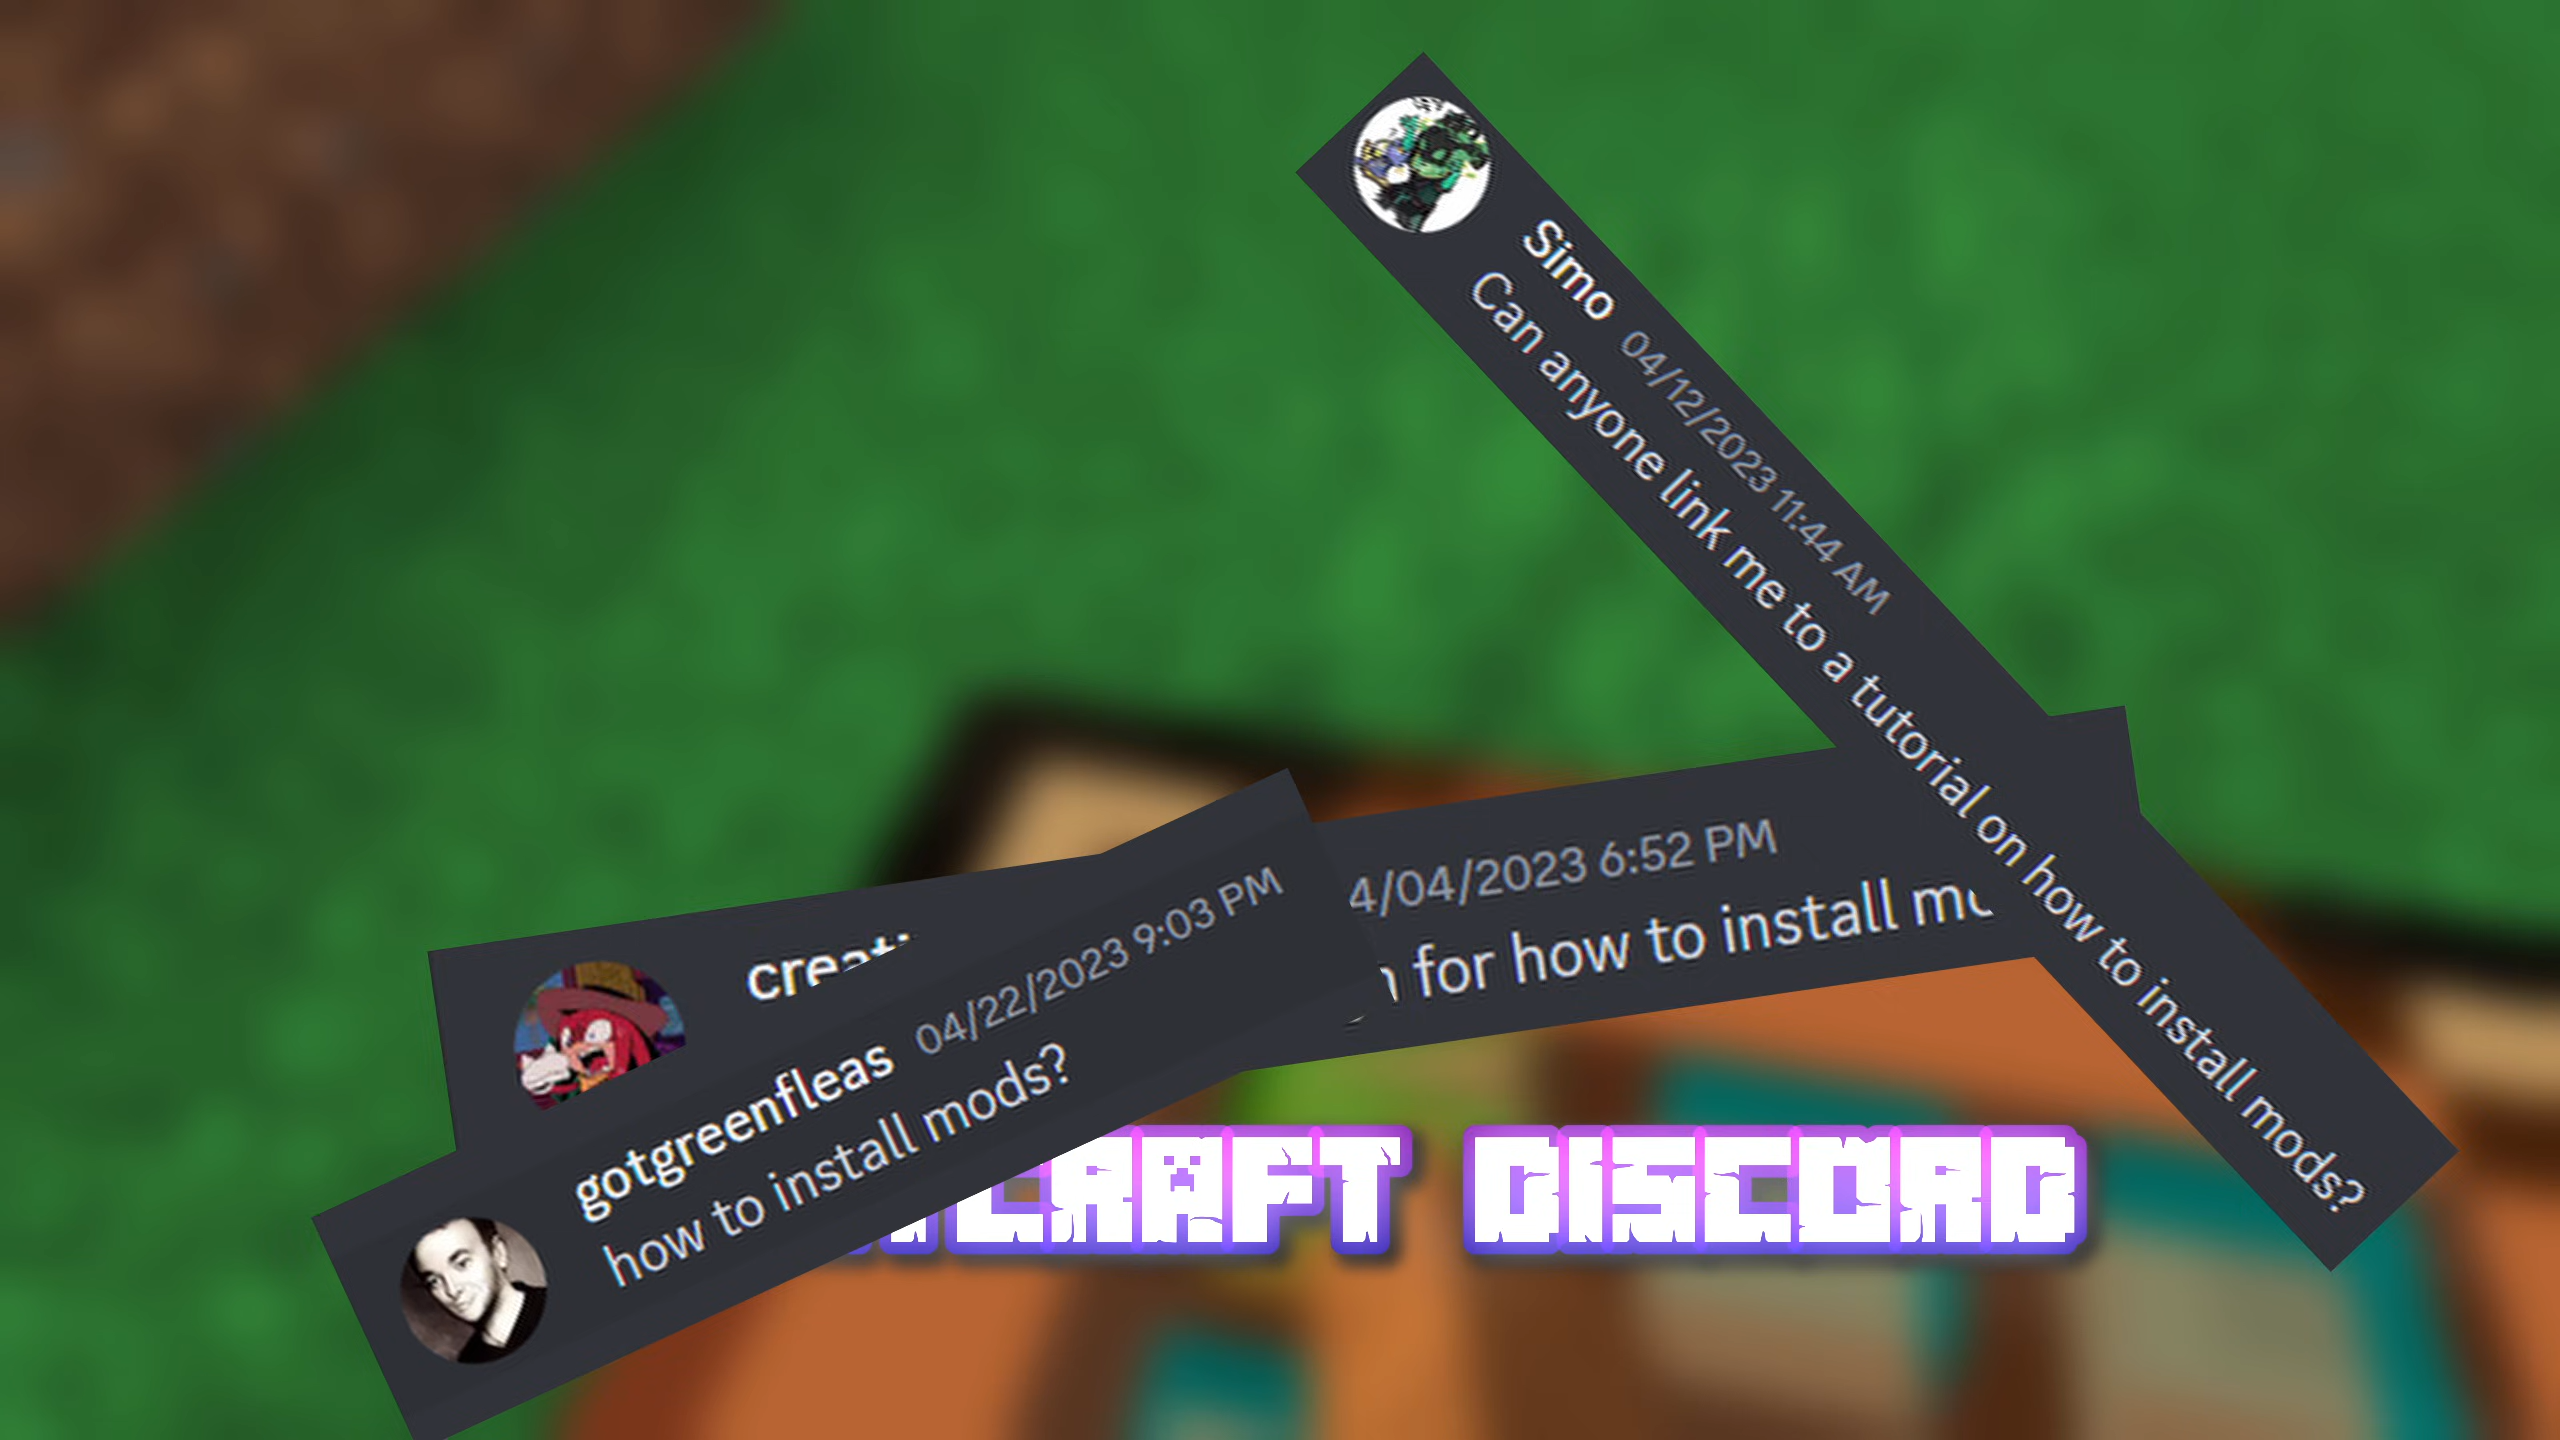 Simo 04/12/2023 11:44 AM
Can anyone link me to a tutorial on how to install mods?
4/04/2023 6:52 PM
for how to install
gotgreenfleas 04/22/2023 9:03 PM
how to install mods?
CRAFT DISCORD